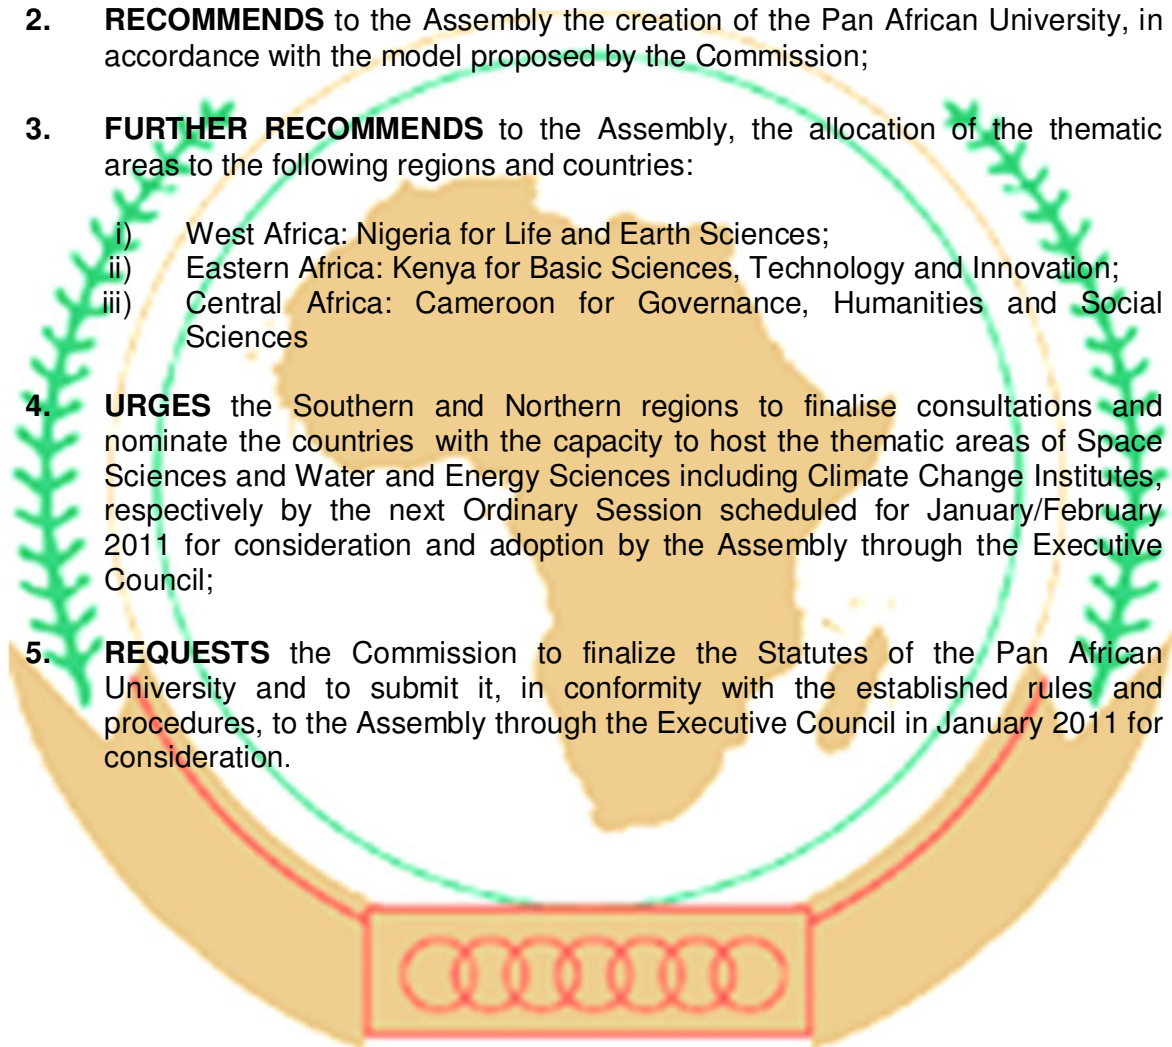 2. RECOMMENDS to the Assembly the creation of the Pan African University, in
accordance with the model proposed by the Commission;
3. FURTHER RECOMMENDS to the Assembly, the allocation of the thematic
areas to the following regions and countries:
i) West Africa: Nigeria for Life and Earth Sciences;
ii) Eastern Africa: Kenya for Basic Sciences, Technology and Innovation;
iii) Central Africa: Cameroon for Governance, Humanities and Social
Sciences
4. URGES the Southern and Northern regions to finalise consultations and
nominate the countries with the capacity to host the thematic areas of Space
Sciences and Water and Energy Sciences including Climate Change Institutes,
respectively by the next Ordinary Session scheduled for January/February
2011 for consideration and adoption by the Assembly through the Executive
Council;
5. REQUESTS the Commission to finalize the Statutes of the Pan African
University and to submit it, in conformity with the established rules and
procedures, to the Assembly through the Executive Council in January 2011 for
consideration.